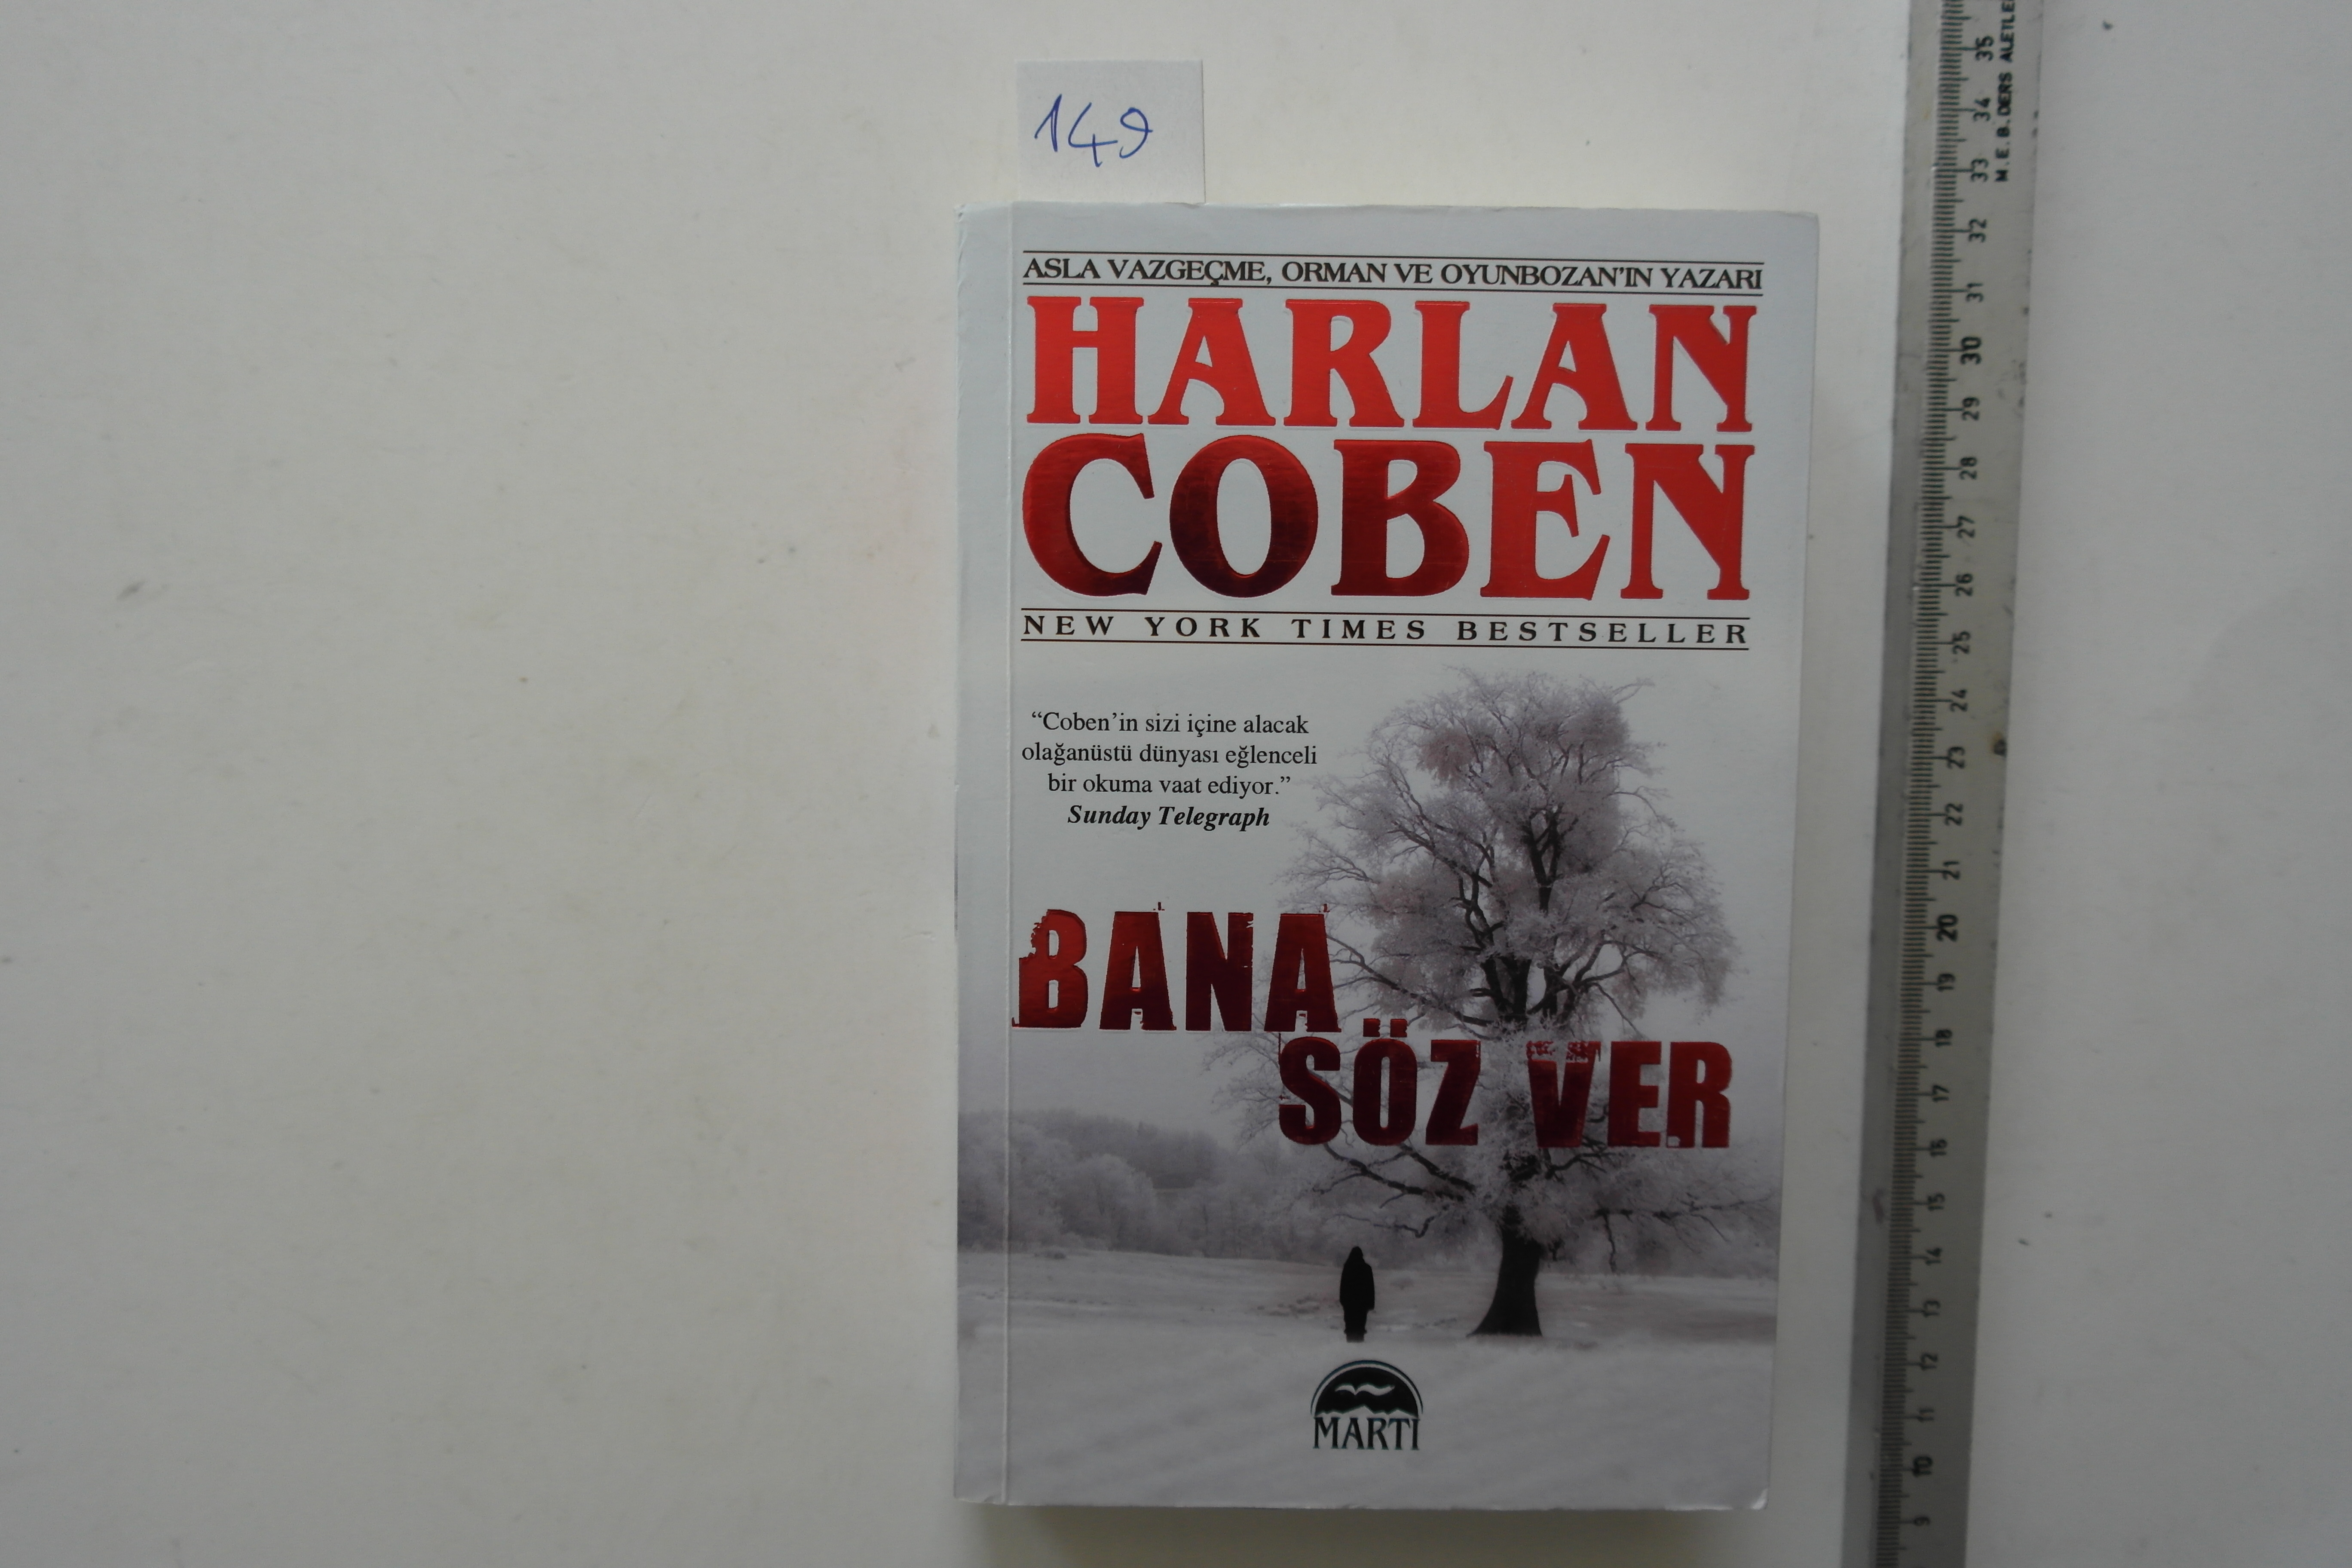 149
ASLA VAZGEÇME, ORMAN VE OYUNBOZAN'IN YAZARI
HARLAN
COBEN
NEW YORK TIMES BESTSELLER
“Coben’in sizi içine alacak
olağanüstü dünyası eğlenceli
bir okuma vaat ediyor.”
Sunday Telegraph
BANA
SÖZ VER
MARTI
M.E.B. DERS ALETLE
35
34
33
32
31
30
29
28
27
26
25
24
23
22
21
20
19
18
17
16
15
14
13
12
11
10
9